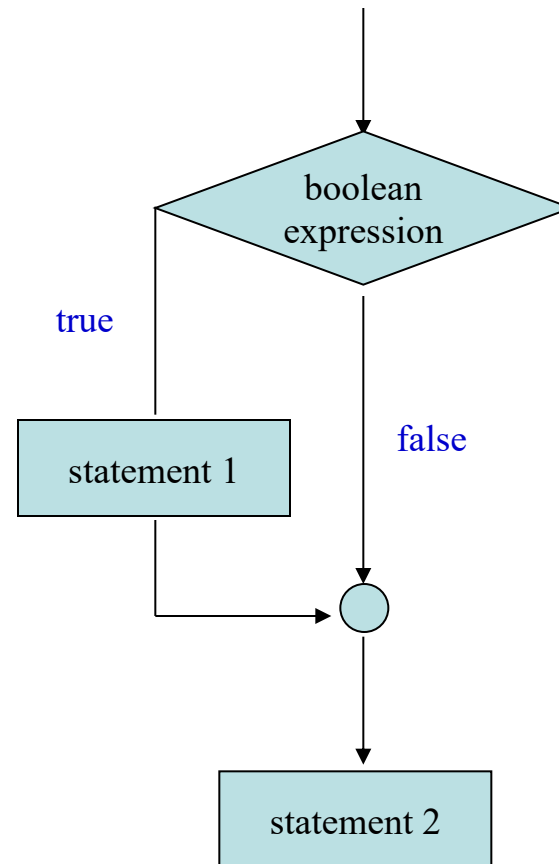 boolean
expression
true
false
statement 1
statement 2